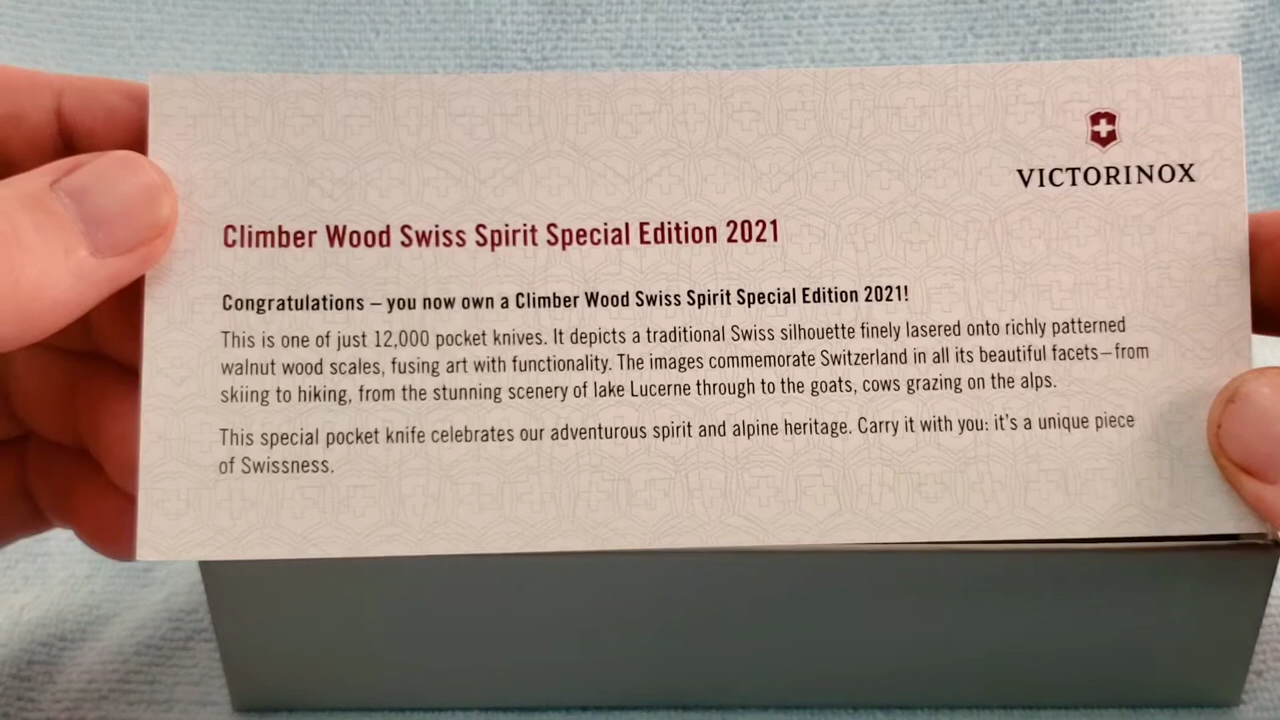 VICTORINOX
Climber Wood Swiss Spirit Special Edition 2021
Congratulations – you now own a Climber Wood Swiss Spirit Special Edition 2021!
This is one of just 12,000 pocket knives. It depicts a traditional Swiss silhouette finely lasered onto richly patterned
walnut wood scales, fusing art with functionality. The images commemorate Switzerland in all its beautiful facets—from
skiing to hiking, from the stunning scenery of lake Lucerne through to the goats, cows grazing on the alps.
This special pocket knife celebrates our adventurous spirit and alpine heritage. Carry it with you: it's a unique piece
of Swissness.